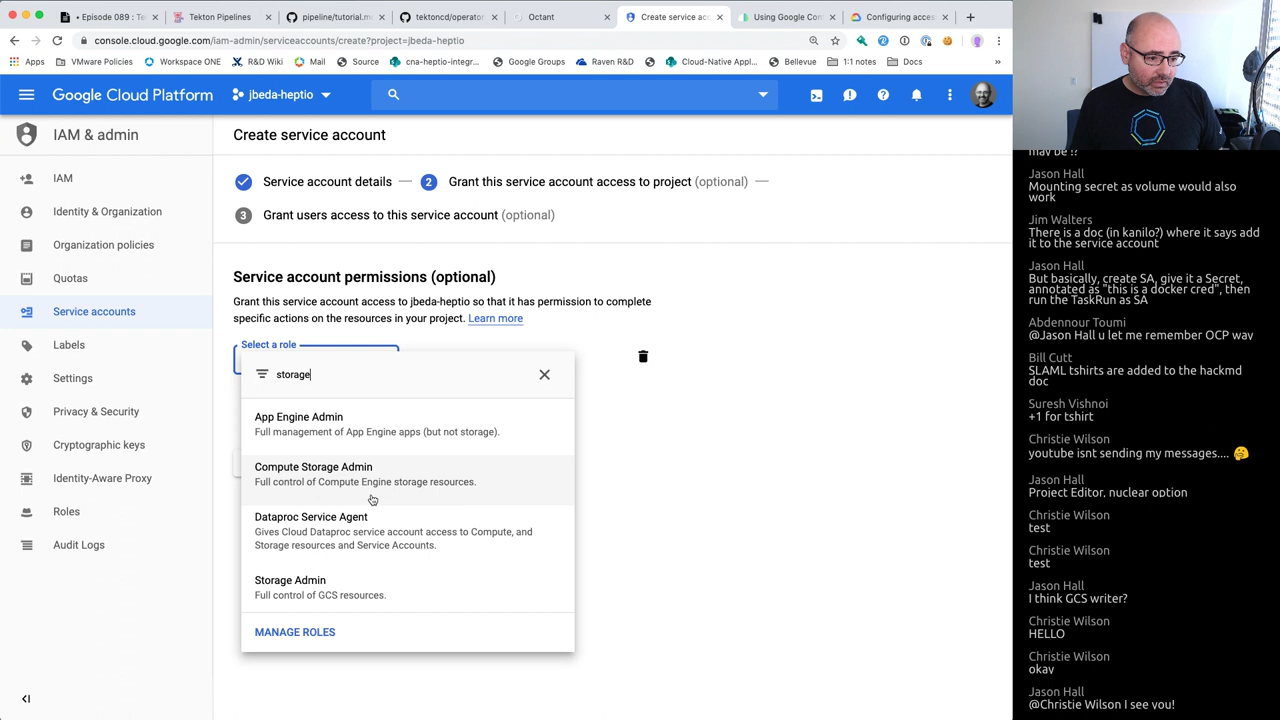 • Episode 089 : Te
Tekton Pipelines
pipeline/tutorial.m
tektoncd/operator
Octant
Create service acc
Using Google Con
Configuring acces
console.cloud.google.com/iam-admin/serviceaccounts/create?project=jbeda-heptio
Apps
VMware Policies
Workspace ONE
R&D Wiki
Mail
Source
cna-heptio-integr...
Google Groups
Raven R&D
Cloud-Native Appl...
Bellevue
1:1 notes
Docs
»
Google Cloud Platform
jbeda-heptio
IAM & admin
Create service account
Service account details
2 Grant this service account access to project (optional)
3 Grant users access to this service account (optional)
IAM
Identity & Organization
Organization policies
Quotas
Service accounts
Labels
Settings
Privacy & Security
Cryptographic keys
Identity-Aware Proxy
Roles
Audit Logs
Service account permissions (optional)
Grant this service account access to jbeda-heptio so that it has permission to complete
specific actions on the resources in your project. Learn more
Select a role
storage
App Engine Admin
Full management of App Engine apps (but not storage).
Compute Storage Admin
Full control of Compute Engine storage resources.
Dataproc Service Agent
Gives Cloud Dataproc service account access to Compute, and
Storage resources and Service Accounts.
Storage Admin
Full control of GCS resources.
MANAGE ROLES
may be !?
Jason Hall
Mounting secret as volume would also
work
Jim Walters
There is a doc (in kanilo?) where it says add
it to the service account
Jason Hall
But basically, create SA, give it a Secret,
annotated as "this is a docker cred", then
run the TaskRun as SA
Abdennour Toumi
@Jason Hall u let me remember OCP way
Bill Cutt
SLAML tshirts are added to the hackmd
doc
Suresh Vishnoi
+1 for tshirt
Christie Wilson
youtube isnt sending my messages.... 🤔
Jason Hall
Project Editor, nuclear option
Christie Wilson
test
Christie Wilson
test
Jason Hall
I think GCS writer?
Christie Wilson
HELLO
Christie Wilson
okay
Jason Hall
@Christie Wilson I see you!